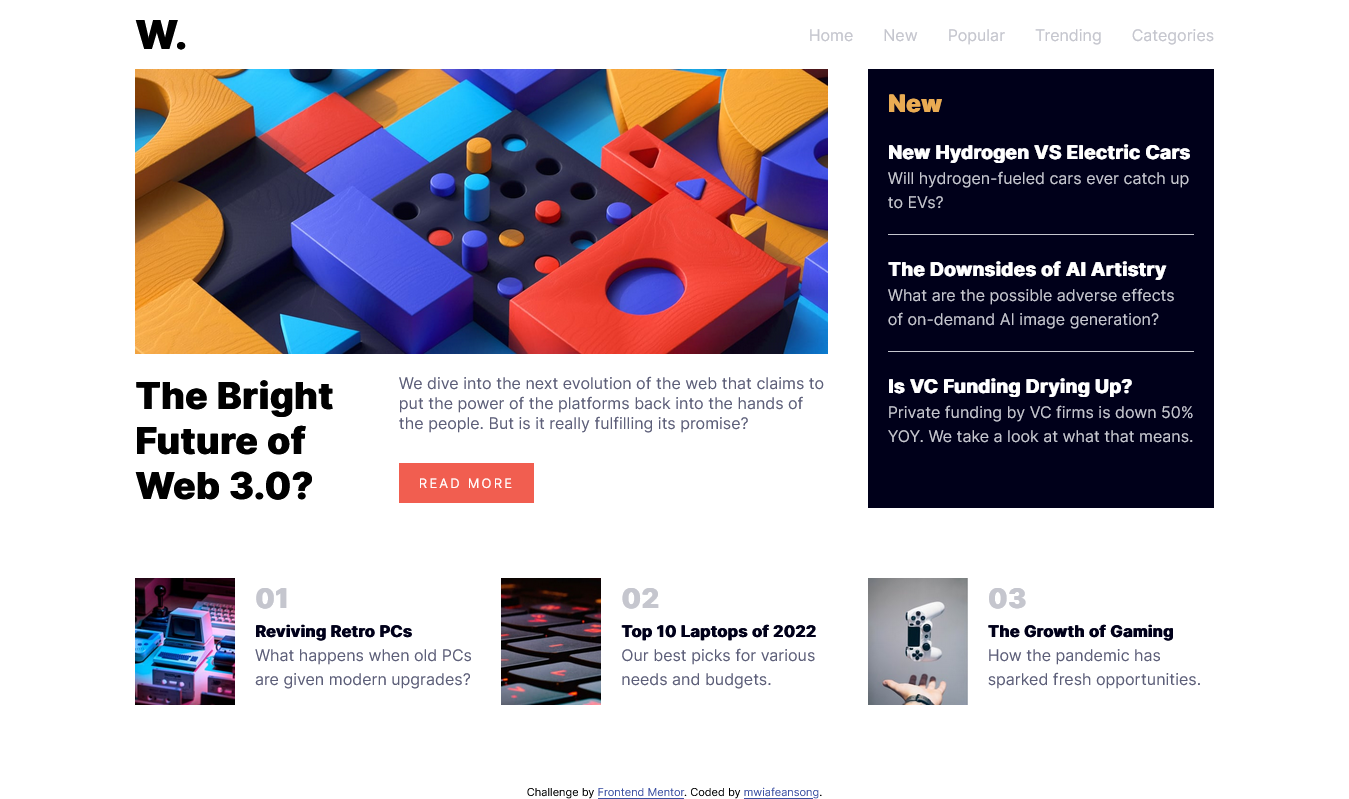 W.
Home New Popular Trending Categories
The Bright
Future of
Web 3.0?
We dive into the next evolution of the web that claims to
put the power of the platforms back into the hands of
the people. But is it really fulfilling its promise?
READ MORE
New
New Hydrogen VS Electric Cars
Will hydrogen-fueled cars ever catch up
to EVs?
The Downsides of AI Artistry
What are the possible adverse effects
of on-demand AI image generation?
Is VC Funding Drying Up?
Private funding by VC firms is down 50%
YOY. We take a look at what that means.
01
Reviving Retro PCs
What happens when old PCs
are given modern upgrades?
02
Top 10 Laptops of 2022
Our best picks for various
needs and budgets.
03
The Growth of Gaming
How the pandemic has
sparked fresh opportunities.
Challenge by Frontend Mentor. Coded by mwiafeansong.